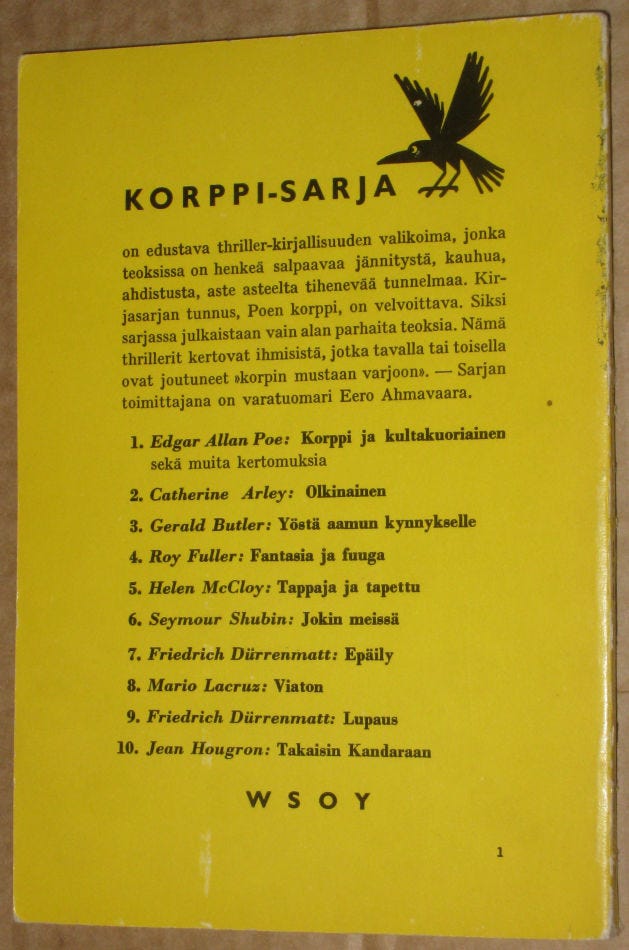 KORPPI-SARJA
on edustava thriller-kirjallisuuden valikoima, jonka
teoksissa on henkeä salpaavaa jännitystä, kauhua,
ahdistusta, aste asteelta tihenevää tunnelmaa. Kir-
jasarjan tunnus, Poen korppi, on velvoittava. Siksi
sarjassa julkaistaan vain alan parhaita teoksia. Nämä
thrillerit kertovat ihmisistä, jotka tavalla tai toisella
ovat joutuneet »korpin mustaan varjoon». — Sarjan
toimittajana on varatuomari Eero Ahmavaara.
1. Edgar Allan Poe: Korppi ja kultakuoriainen
sekä muita kertomuksia
2. Catherine Arley: Olkinainen
3. Gerald Butler: Yöstä aamun kynnykselle
4. Roy Fuller: Fantasia ja fuuga
5. Helen McCloy: Tappaja ja tapettu
6. Seymour Shubin: Jokin meissä
7. Friedrich Dürrenmatt: Epäily
8. Mario Lacruz: Viaton
9. Friedrich Dürrenmatt: Lupaus
10. Jean Hougron: Takaisin Kandaraan
WSOY
1